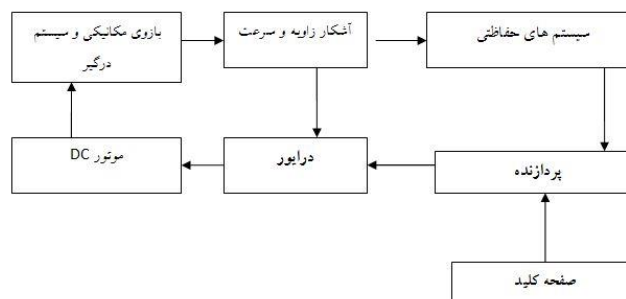 سیستم های حفاظتی
آشکار زاویه و سرعت
بازوی مکانیکی و سیستم
درگیر
پردازنده
درایور
موتور DC
صفحه کلید